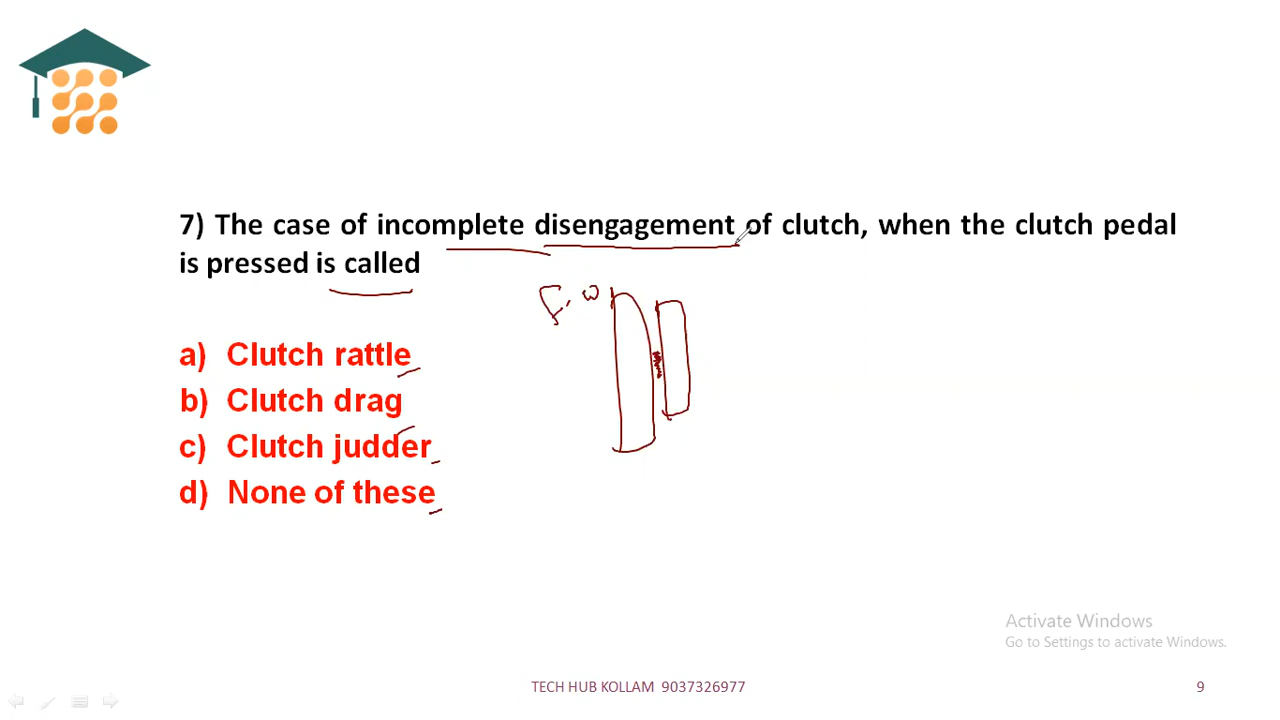 7) The case of incomplete disengagement of clutch, when the clutch pedal
is pressed is called
F. W
a) Clutch rattle
b) Clutch drag
c) Clutch judder
d) None of these
Activate Windows
Go to Settings to activate Windows.
TECH HUB KOLLAM 9037326977
9